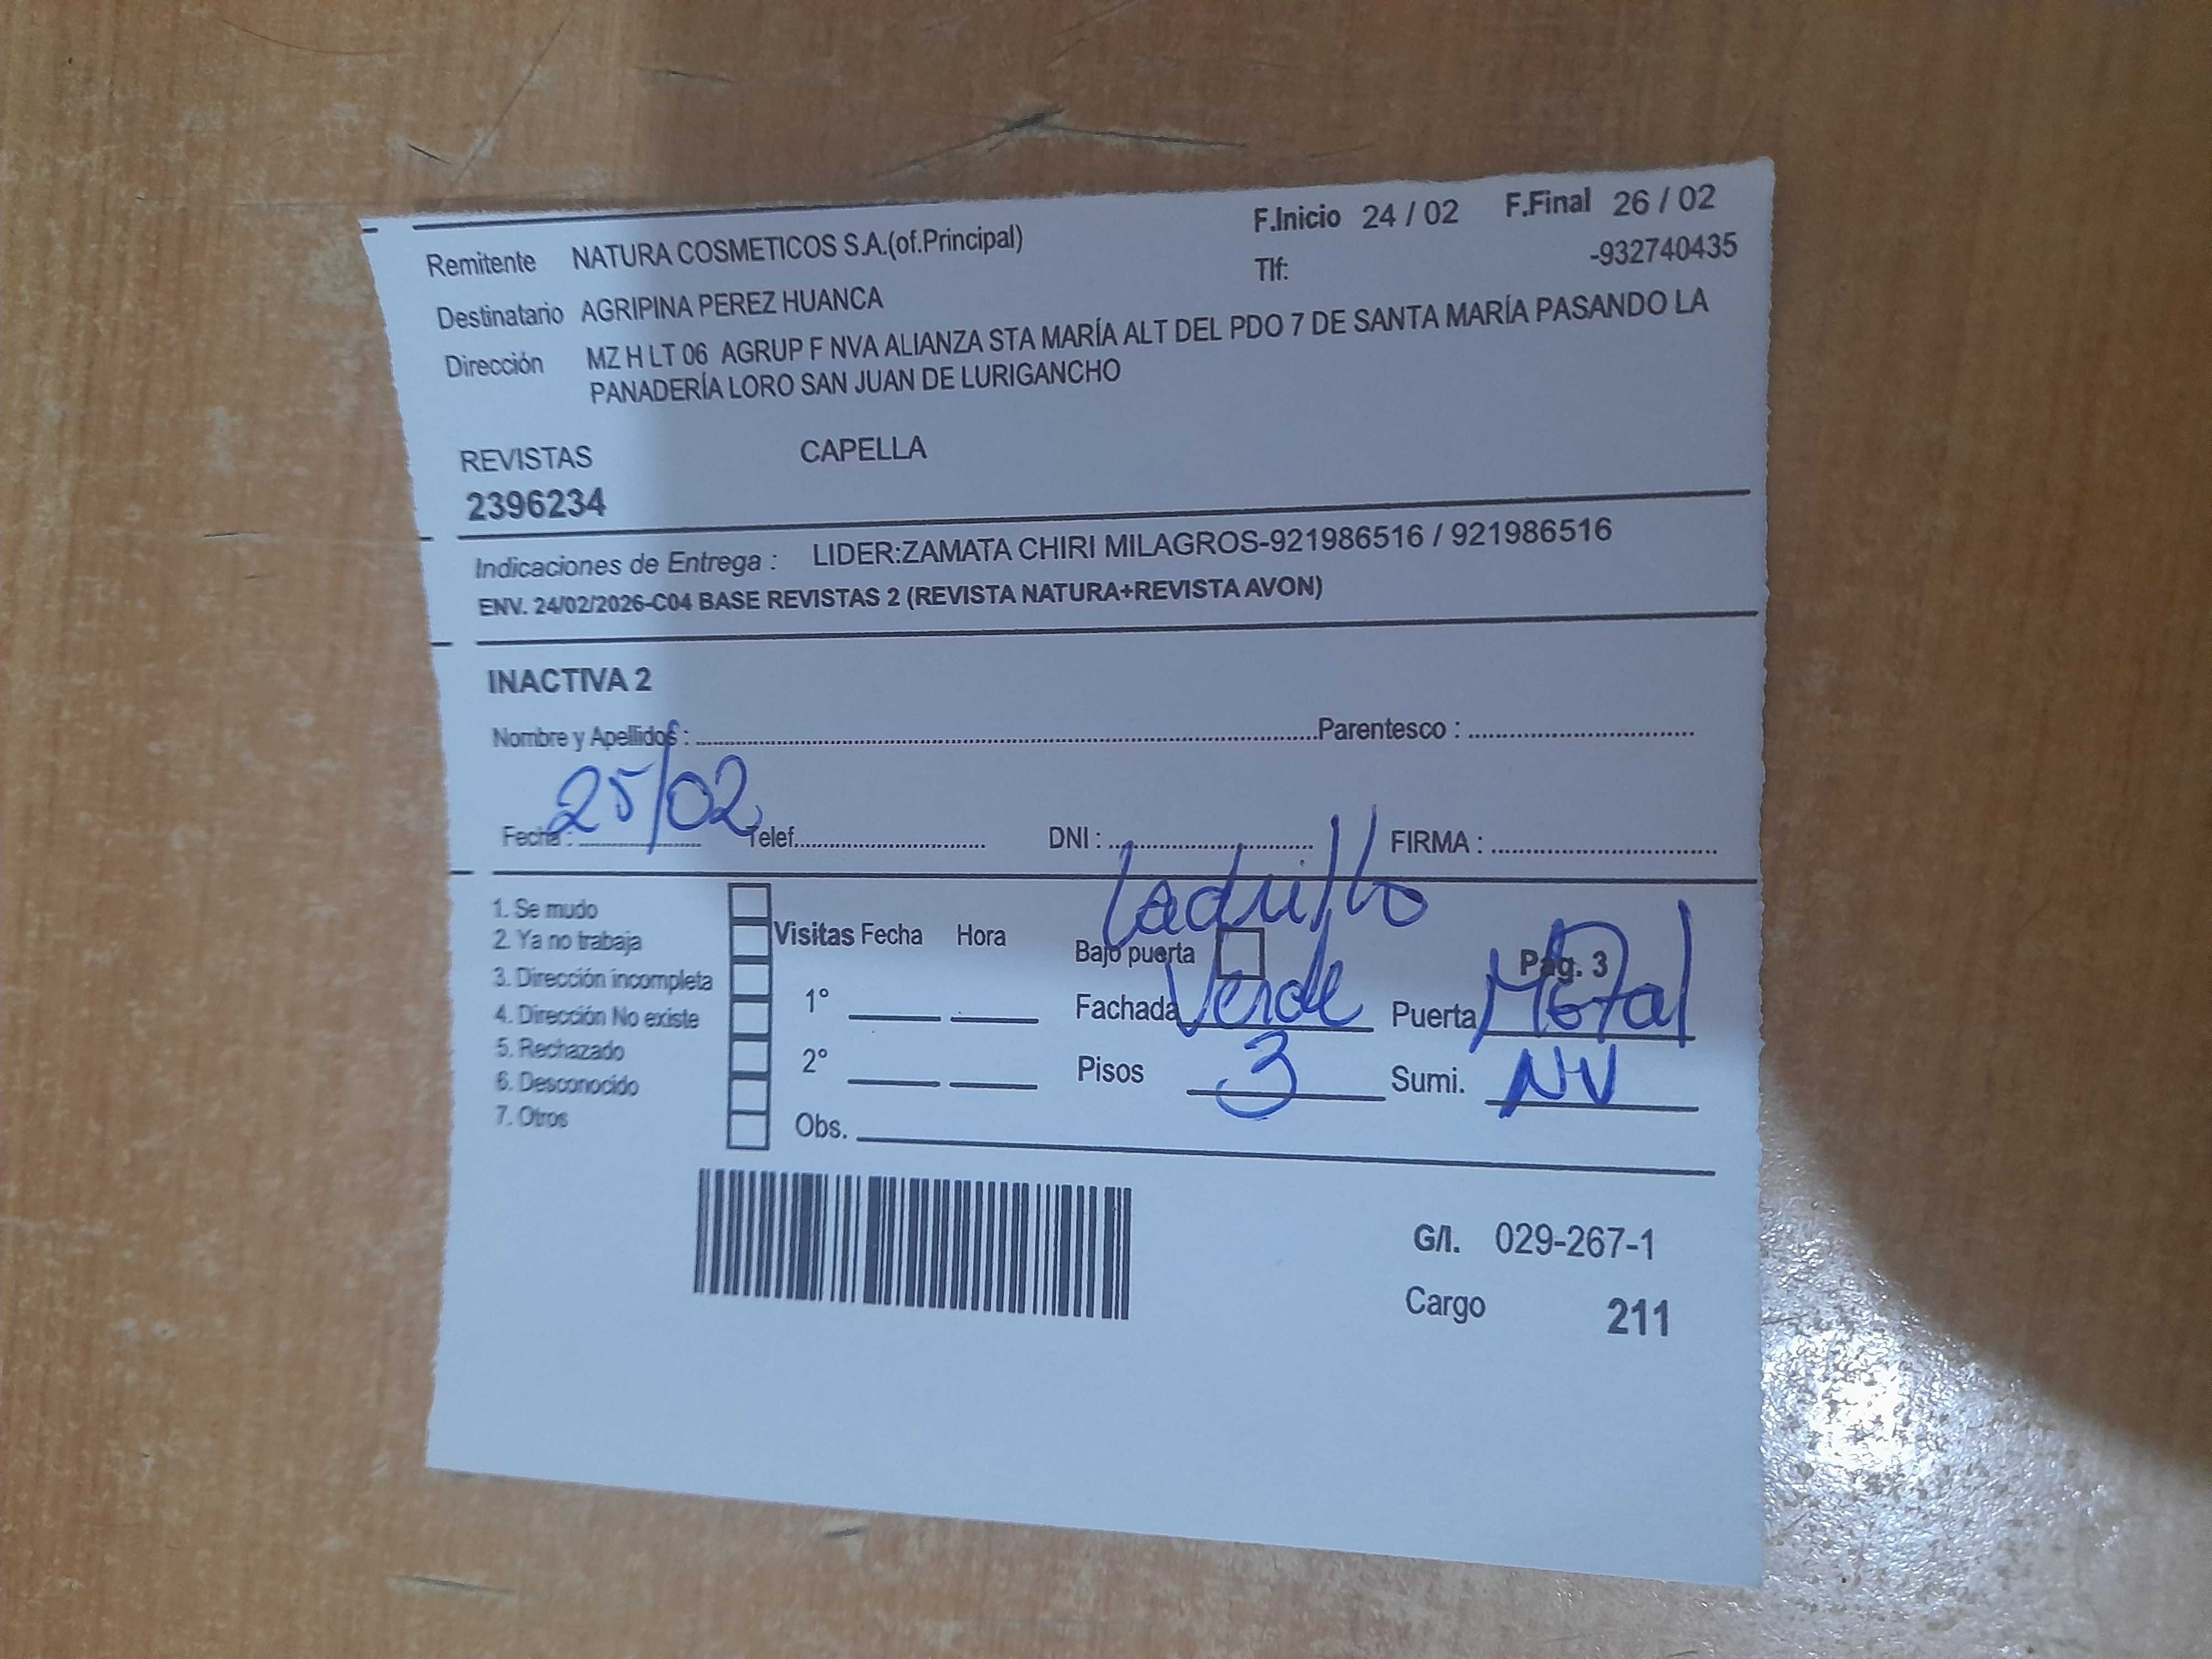 Remitente NATURA COSMETICOS S.A.(of.Principal) F.Inicio 24 / 02 F.Final 26 / 02
Tlf: -932740435
Destinatario AGRIPINA PEREZ HUANCA
Dirección MZ H LT 06 AGRUP F NVA ALIANZA STA MARÍA ALT DEL PDO 7 DE SANTA MARÍA PASANDO LA
PANADERÍA LORO SAN JUAN DE LURIGANCHO
REVISTAS CAPELLA
2396234
Indicaciones de Entrega : LIDER:ZAMATA CHIRI MILAGROS-921986516 / 921986516
ENV. 24/02/2026-C04 BASE REVISTAS 2 (REVISTA NATURA+REVISTA AVON)
INACTIVA 2
Nombre y Apellidos : Parentesco :
Fecha : 25/02 Telef. DNI : FIRMA :
1. Se mudo
2. Ya no trabaja
3. Dirección incompleta
4. Dirección No existe
5. Rechazado
6. Desconocido
7. Otros
Visitas Fecha Hora
1°
2°
Obs.
ladrillo
Bajo puerta Pag. 3
Fachada Verde Puerta Metal
Pisos 3 Sumi. NV
G/I. 029-267-1
Cargo 211